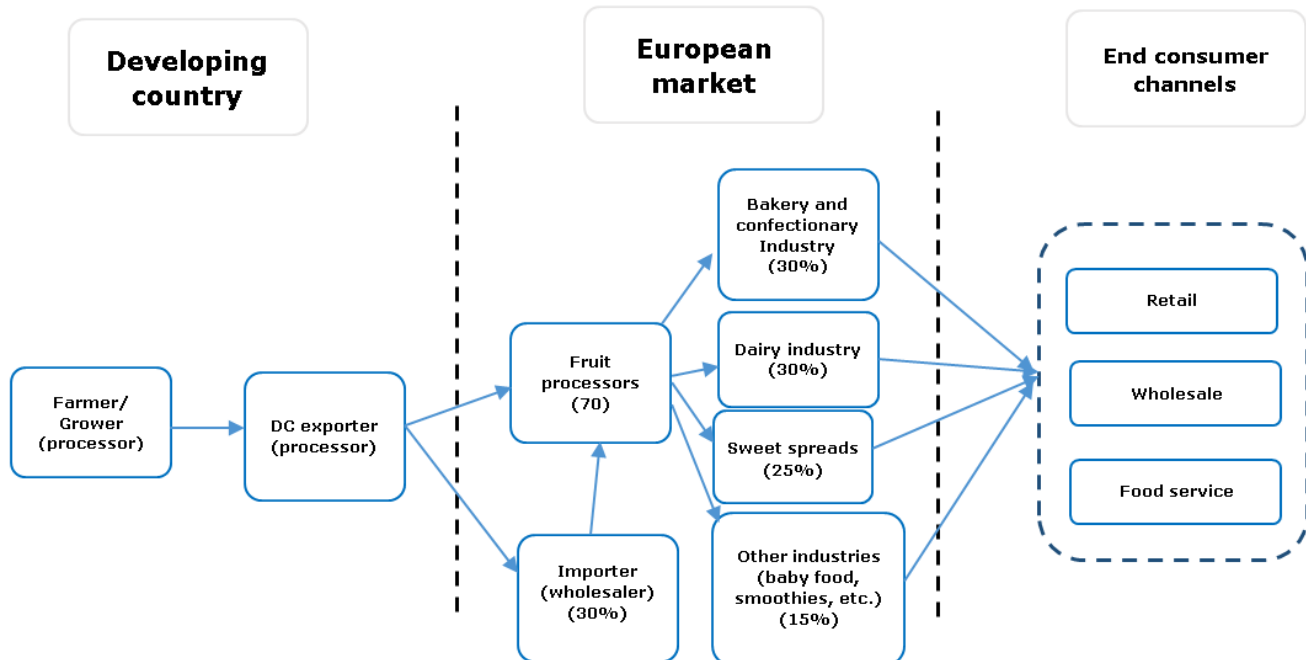 Developing
country
European
market
End consumer
channels
Farmer/
Grower
(processor)
DC exporter
(processor)
Fruit
processors
(70)
Importer
(wholesaler)
(30%)
Bakery and
confectionary
Industry
(30%)
Dairy industry
(30%)
Sweet spreads
(25%)
Other industries
(baby food,
smoothies, etc.)
(15%)
Retail
Wholesale
Food service